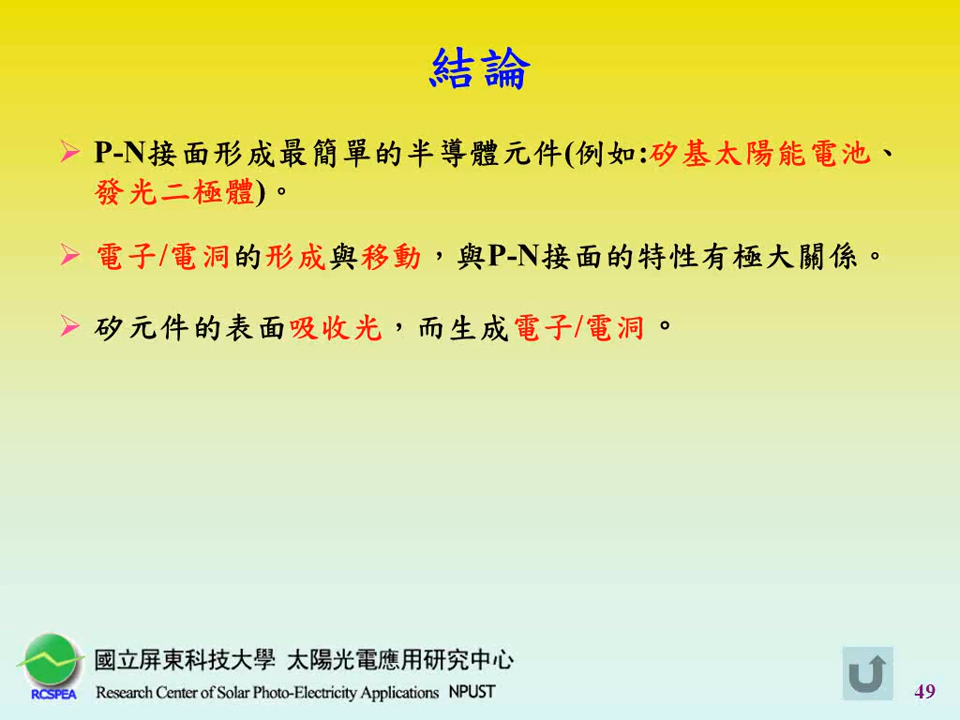 結論
P-N接面形成最簡單的半導體元件(例如:矽基太陽能電池、
發光二極體)。
電子/電洞的形成與移動，與P-N接面的特性有極大關係。
矽元件的表面吸收光，而生成電子/電洞。
國立屏東科技大學 太陽光電應用研究中心
RCSPEA
Research Center of Solar Photo-Electricity Applications NPUST
49